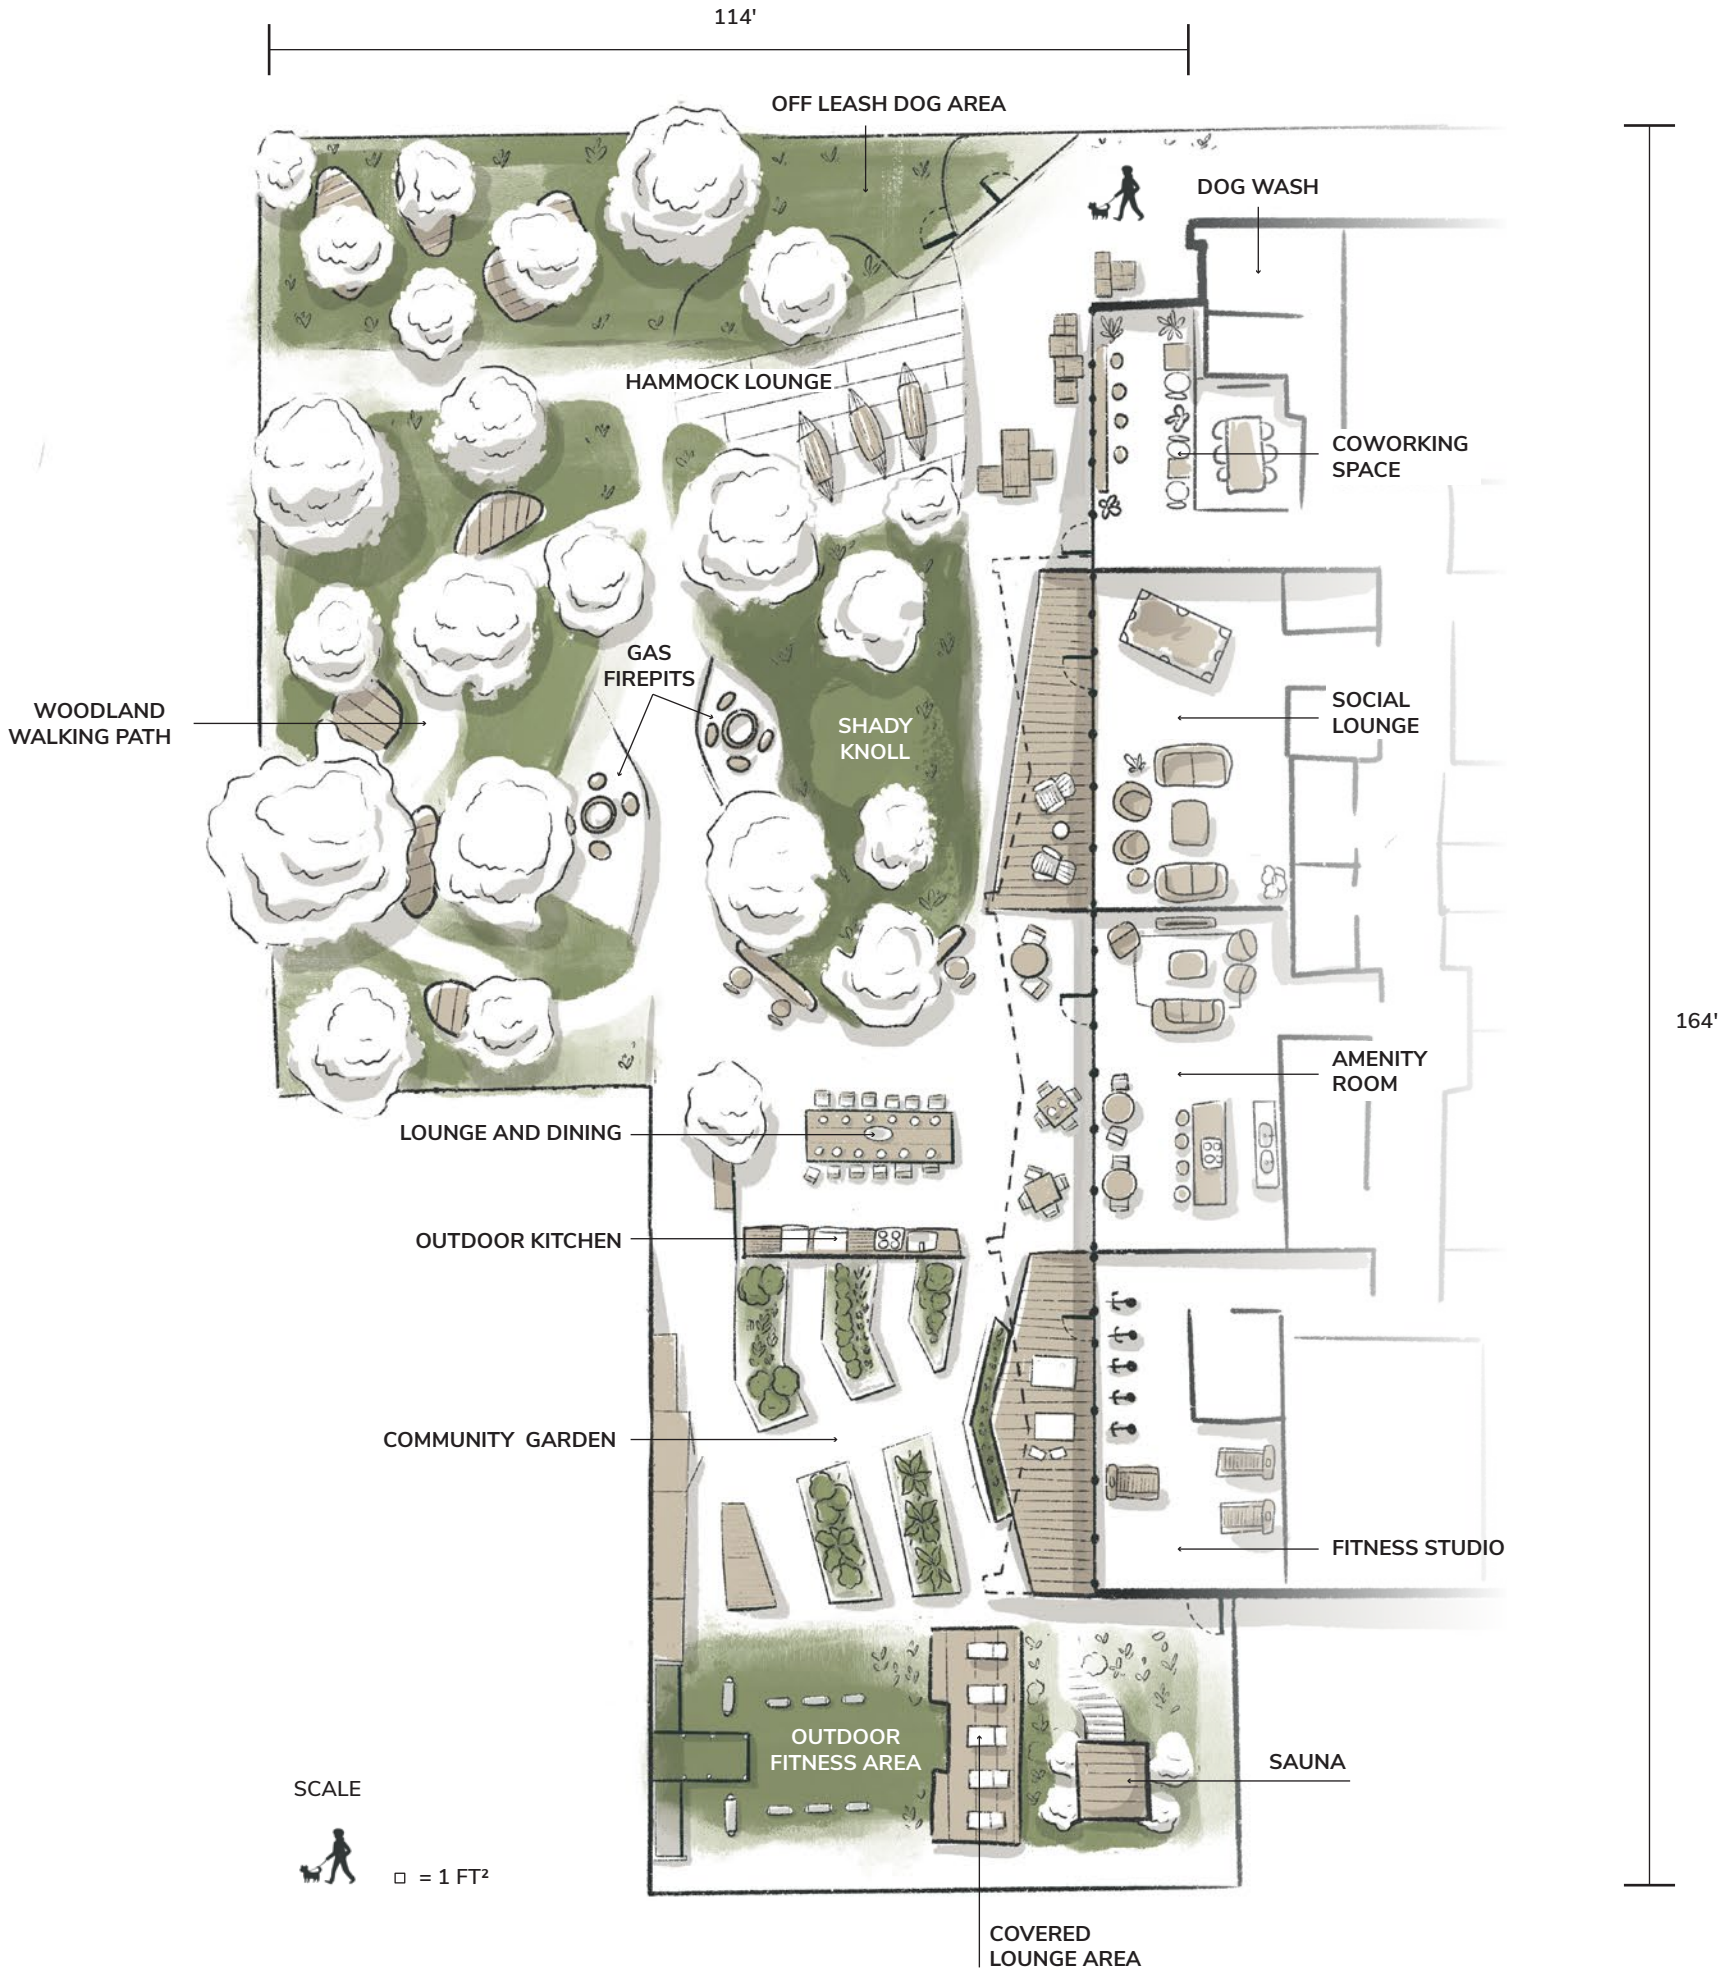 114'
OFF LEASH DOG AREA
DOG WASH
HAMMOCK LOUNGE
COWORKING
SPACE
GAS
FIREPITS
WOODLAND
WALKING PATH
SHADY
KNOLL
SOCIAL
LOUNGE
164'
AMENITY
ROOM
LOUNGE AND DINING
OUTDOOR KITCHEN
COMMUNITY GARDEN
FITNESS STUDIO
OUTDOOR
FITNESS AREA
SAUNA
SCALE
= 1 FT²
COVERED
LOUNGE AREA